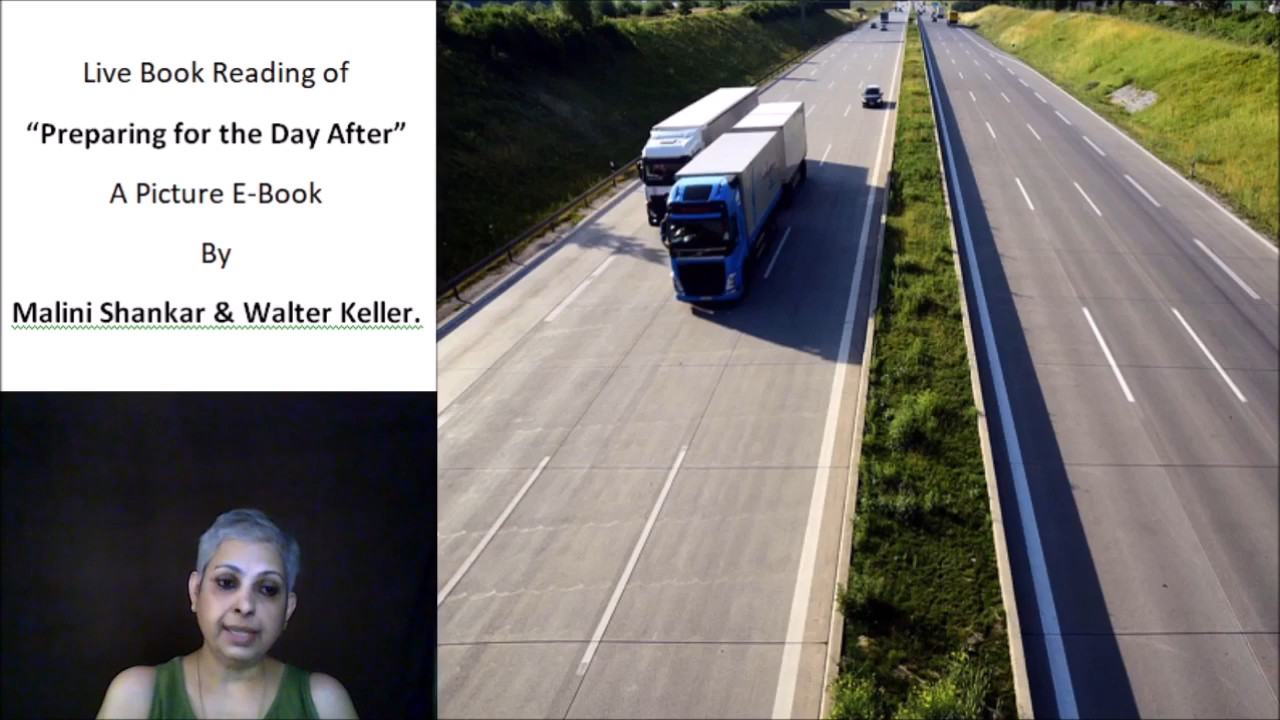 Live Book Reading of
“Preparing for the Day After”
A Picture E-Book
By
Malini Shankar & Walter Keller.